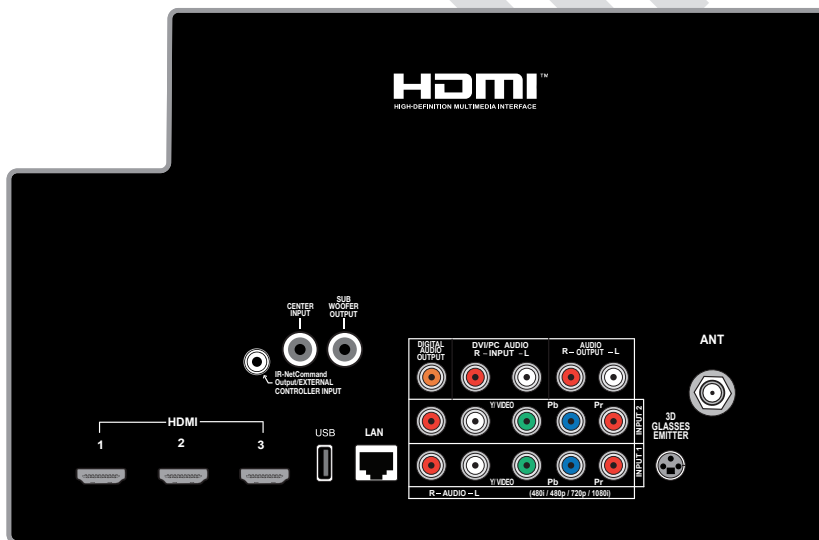 HDMI™
HIGH-DEFINITION MULTIMEDIA INTERFACE
CENTER
INPUT
SUB
WOOFER
OUTPUT
IR-NetCommand
Output/EXTERNAL
CONTROLLER INPUT
HDMI
1
2
3
USB
LAN
DIGITAL
AUDIO
OUTPUT
DVI/PC AUDIO
R – INPUT – L
AUDIO
R – OUTPUT – L
Y/ VIDEO
Pb
Pr
INPUT 2
Y/ VIDEO
Pb
Pr
INPUT 1
R – AUDIO – L
(480i / 480p / 720p / 1080i)
ANT
3D
GLASSES
EMITTER